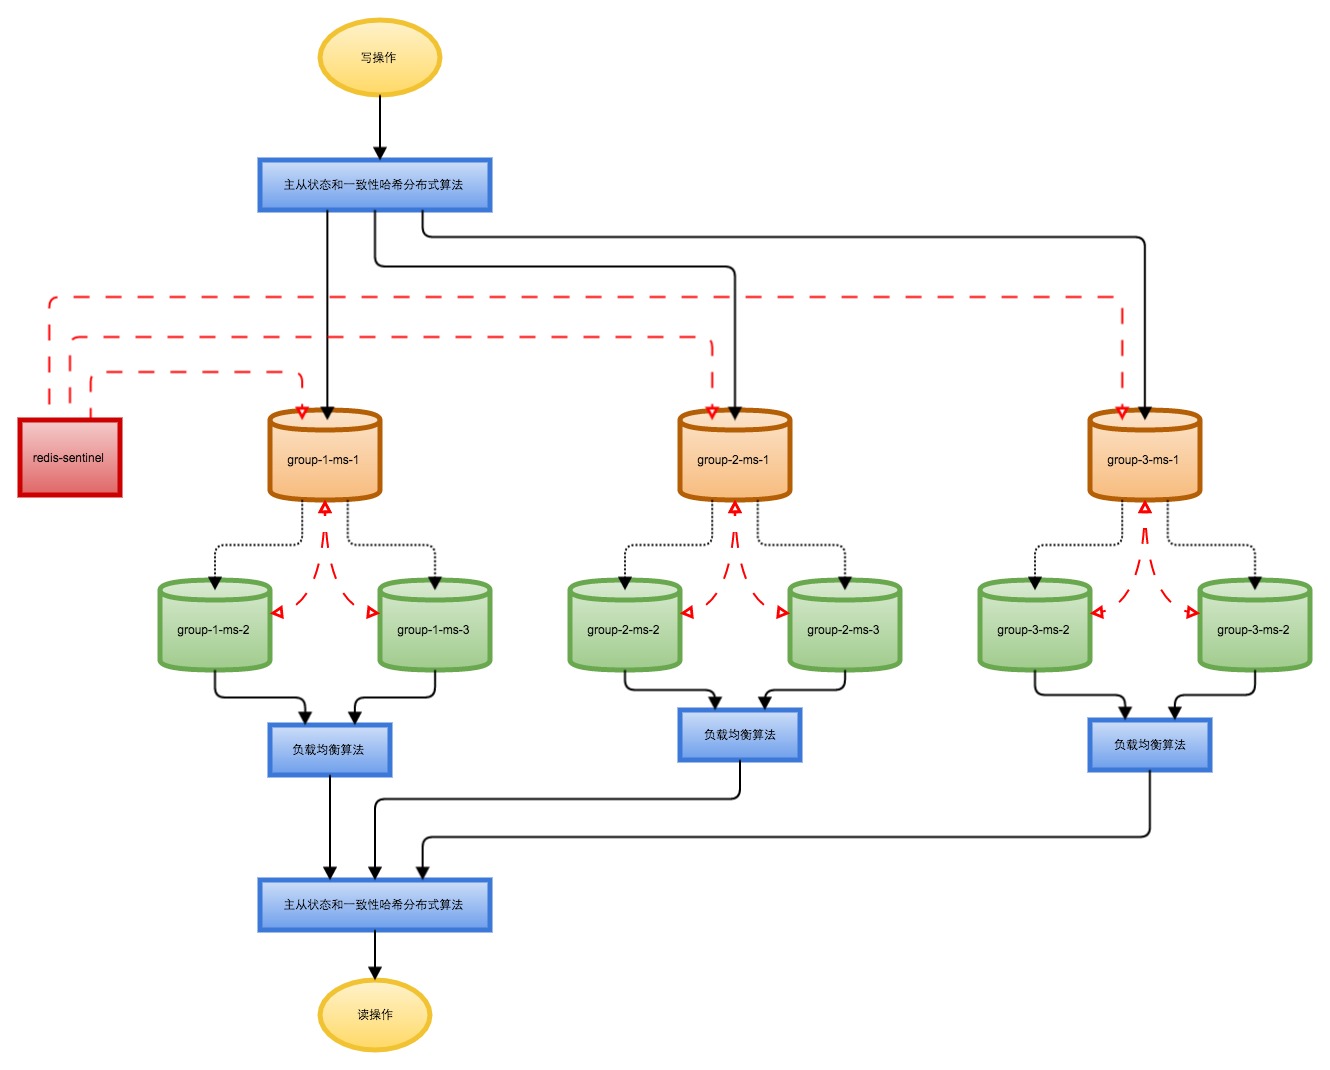 写操作
主从状态和一致性哈希分布式算法
redis-sentinel
group-1-ms-1
group-2-ms-1
group-3-ms-1
group-1-ms-2
group-1-ms-3
group-2-ms-2
group-2-ms-3
group-3-ms-2
group-3-ms-2
负载均衡算法
负载均衡算法
负载均衡算法
主从状态和一致性哈希分布式算法
读操作